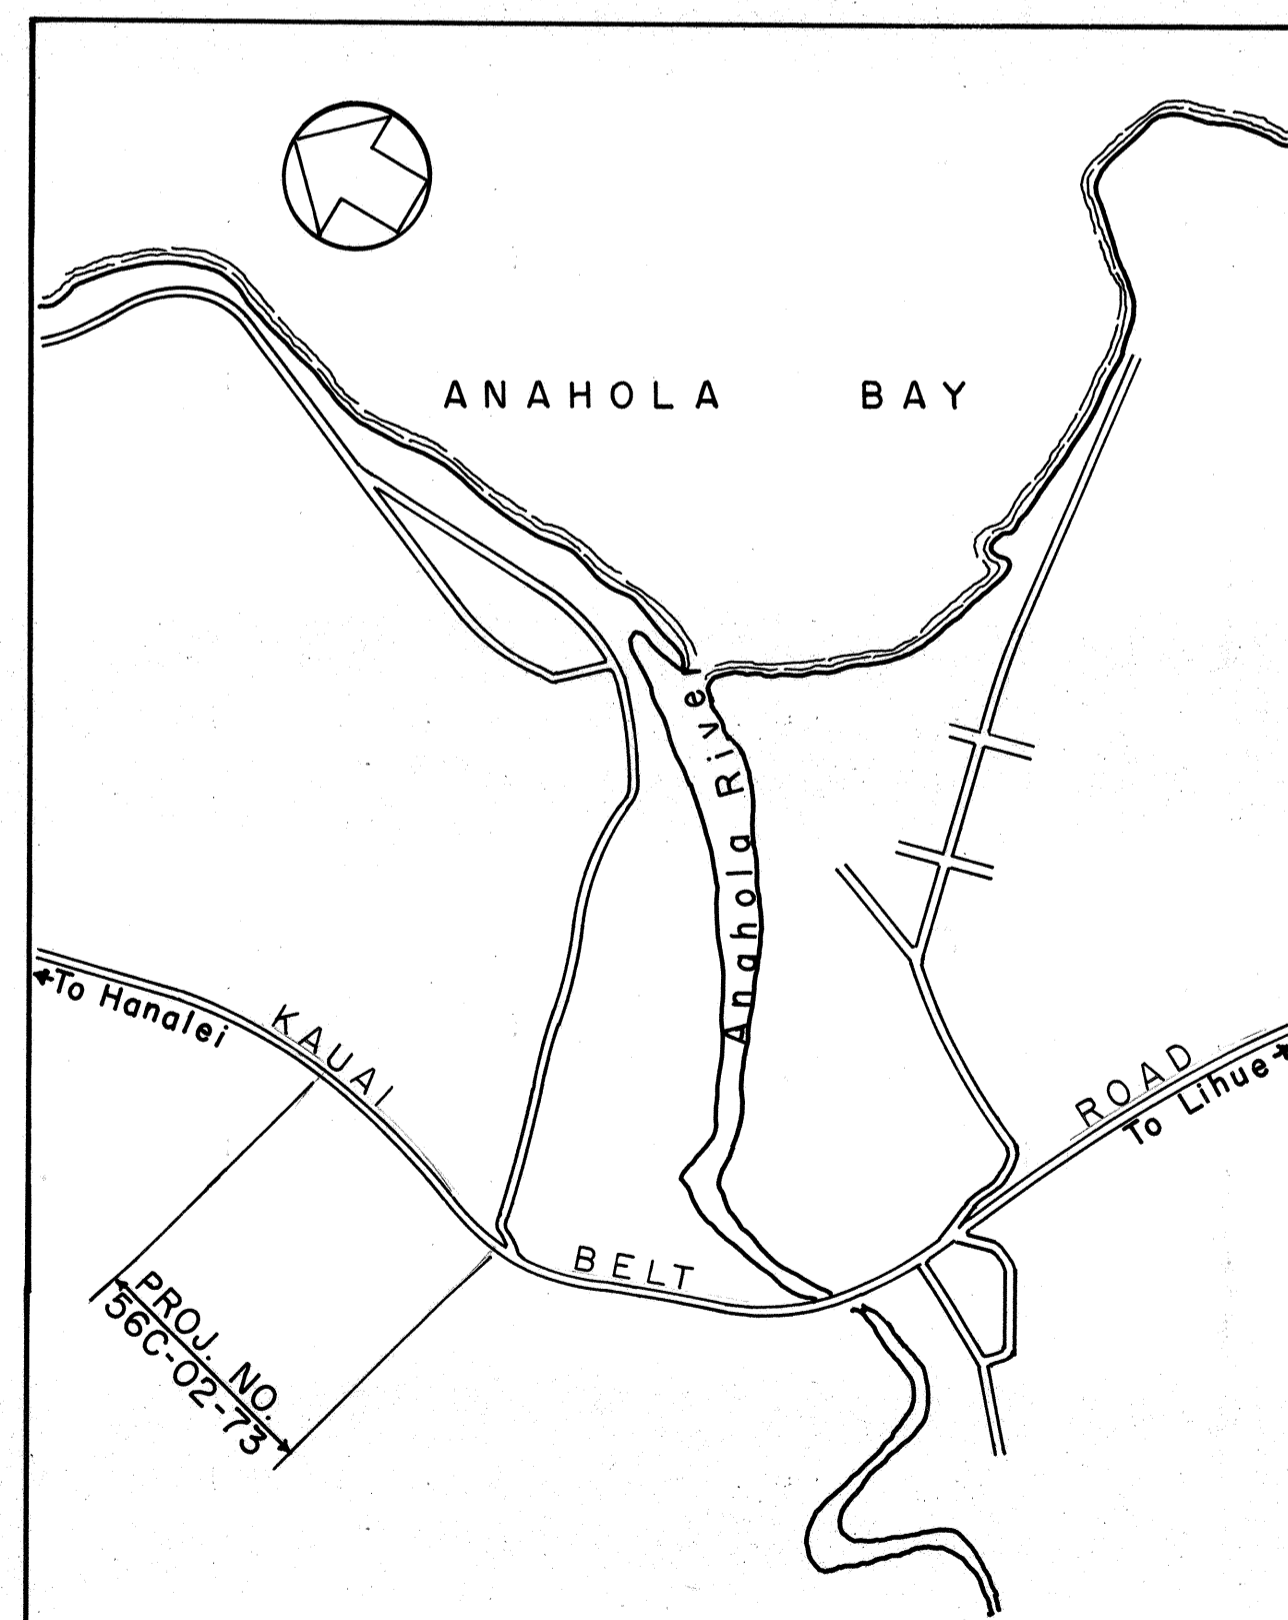 ANAHOLA BAY
Anahola River
To Hanalei
KAUAI BELT ROAD
To Lihue
PROJ. NO.
56C-02-73